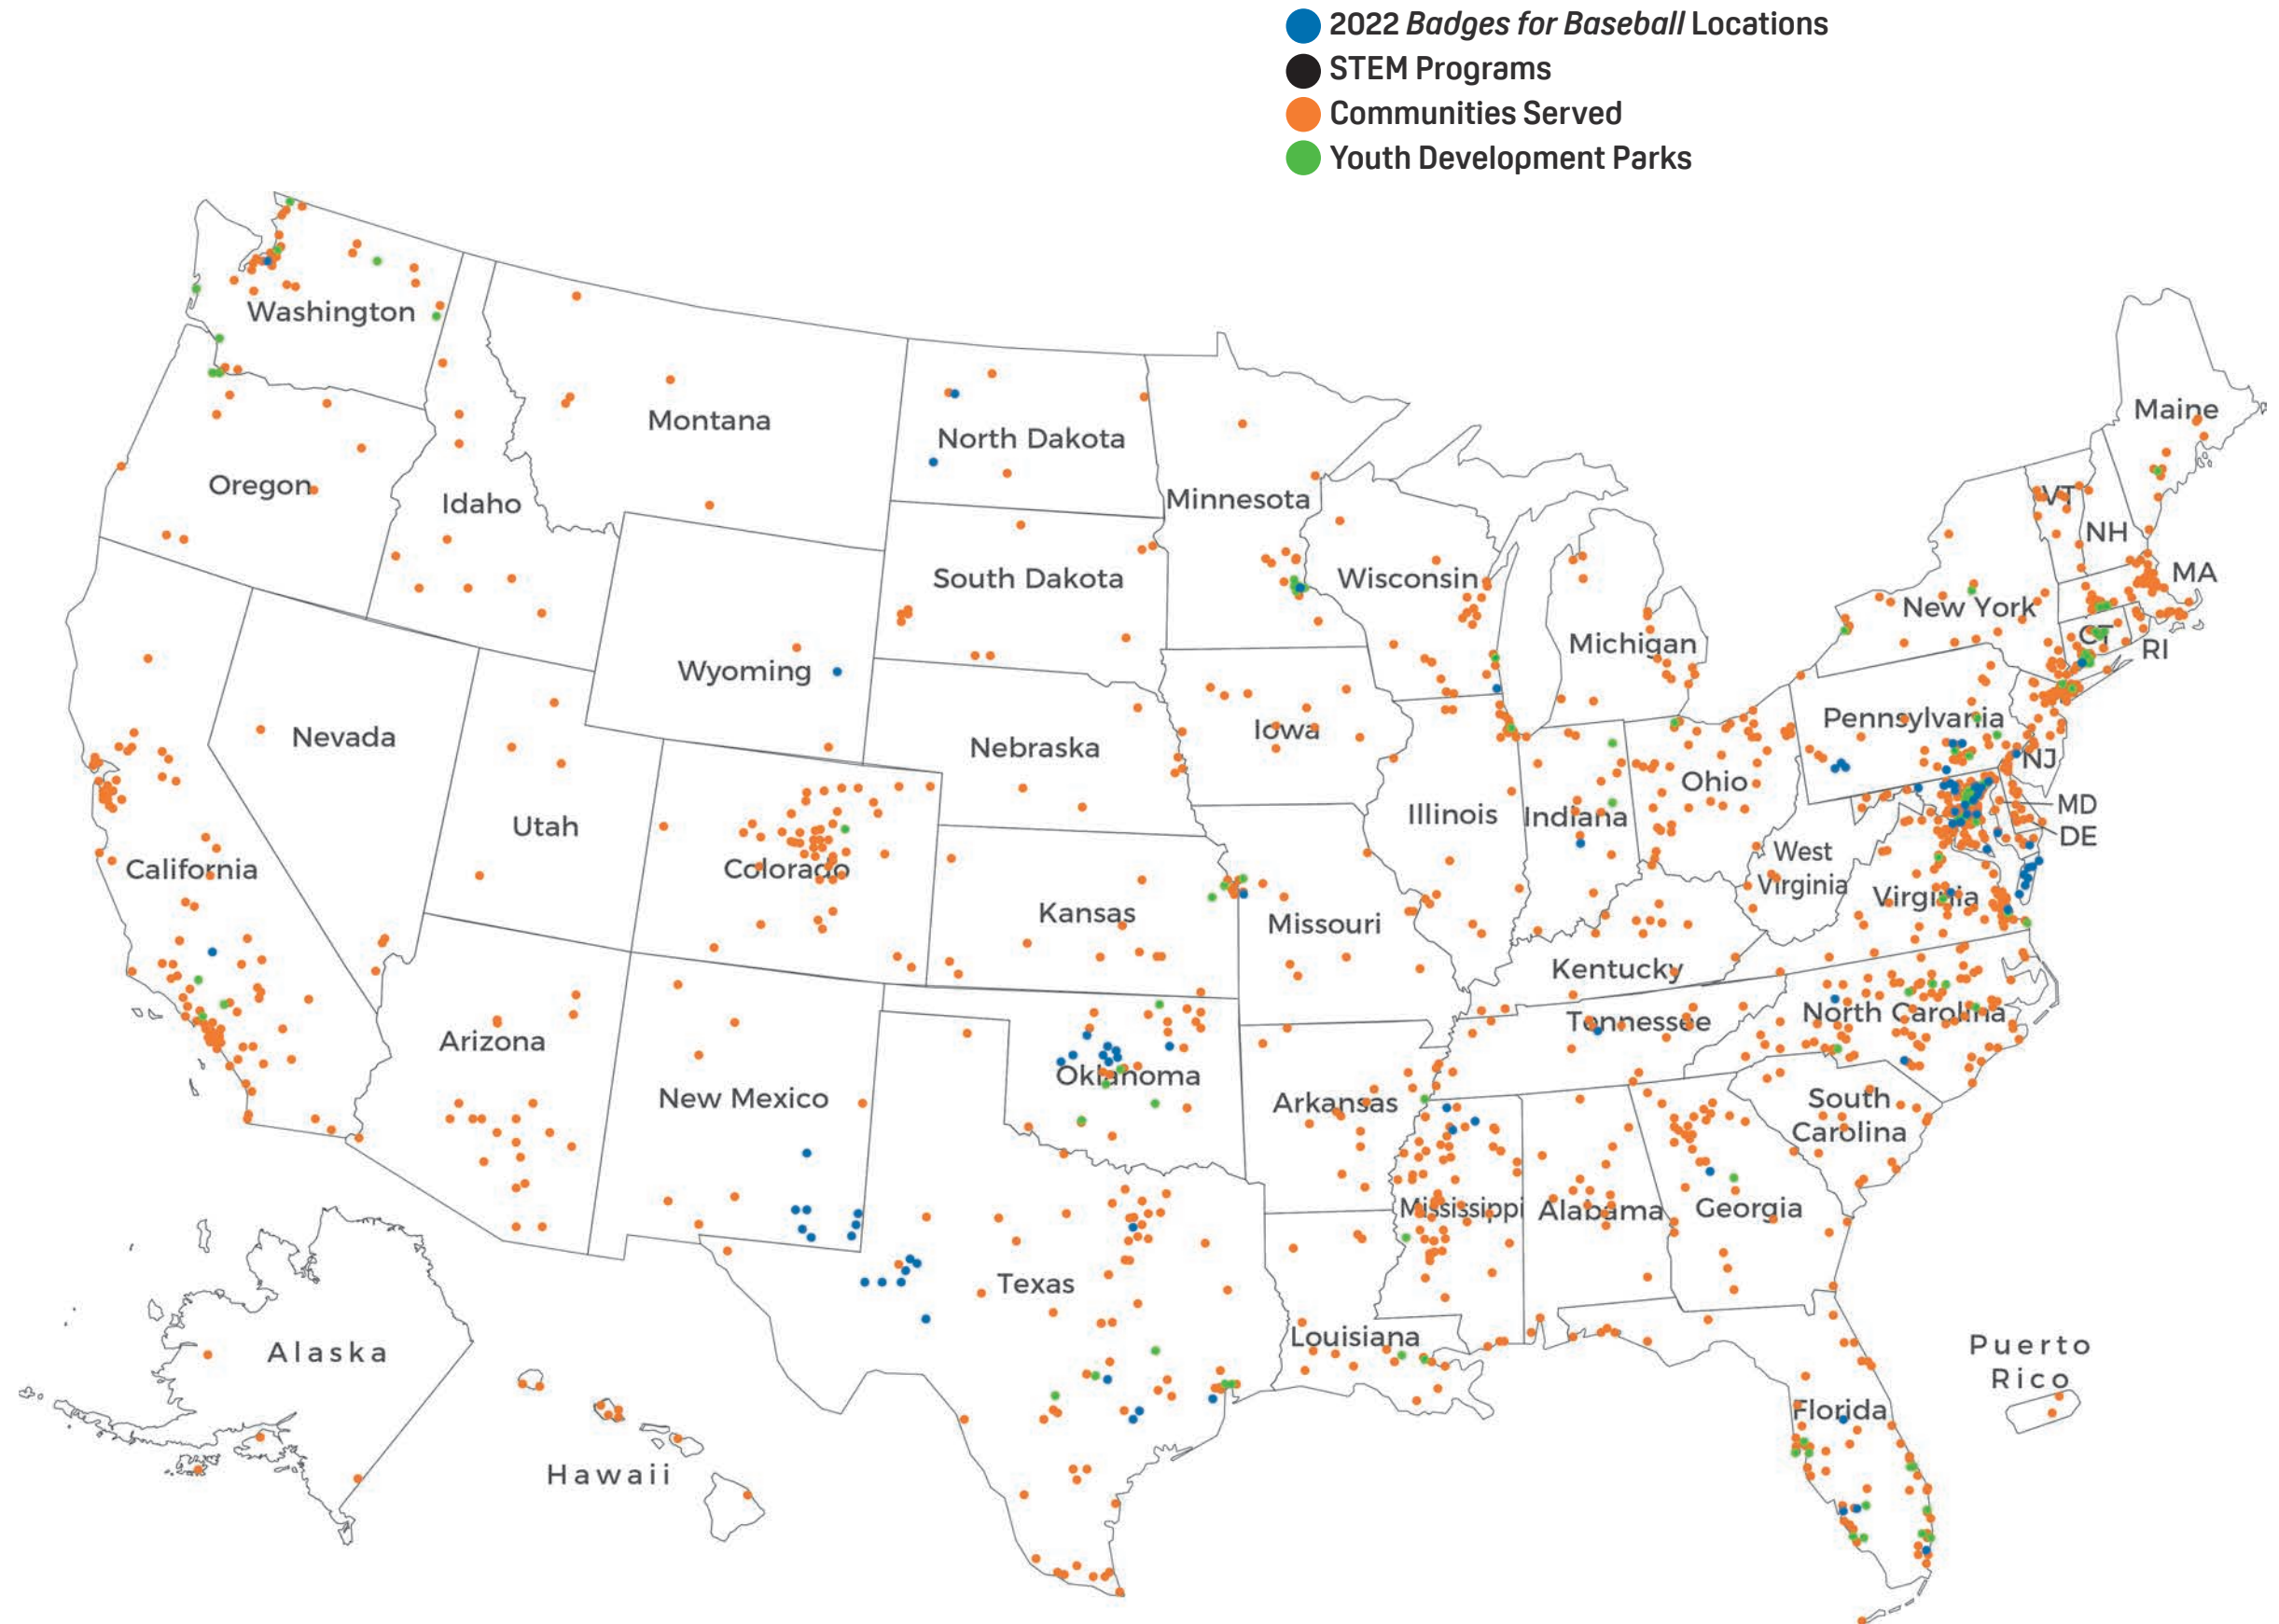 2022 Badges for Baseball Locations
STEM Programs
Communities Served
Youth Development Parks
Washington
Montana
North Dakota
Minnesota
Maine
Oregon
Idaho
VT
NH
South Dakota
Wisconsin
MA
New York
Michigan
CT
RI
Wyoming
Nevada
Nebraska
Iowa
Pennsylvania
NJ
Utah
Illinois
Indiana
Ohio
MD
DE
California
Colorado
Kansas
Missouri
West
Virginia
Virginia
Kentucky
Arizona
New Mexico
Oklahoma
Arkansas
Tennessee
North Carolina
South
Carolina
Mississippi
Alabama
Georgia
Texas
Louisiana
Alaska
Hawaii
Florida
Puerto
Rico